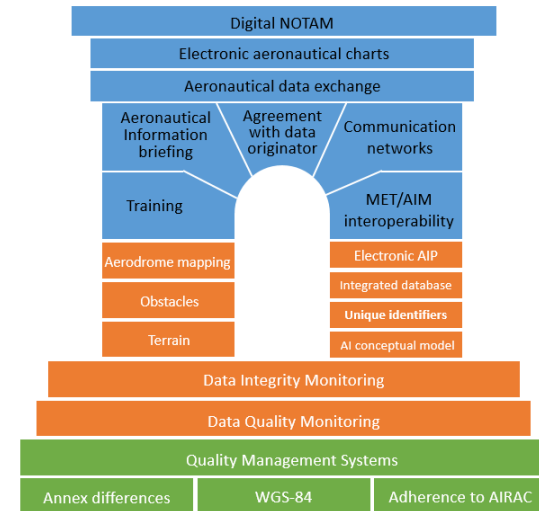 Digital NOTAM
Electronic aeronautical charts
Aeronautical data exchange
Aeronautical
Information
briefing
Agreement
with data
originator
Communication
networks
Training
MET/AIM
interoperability
Aerodrome mapping
Obstacles
Terrain
Electronic AIP
Integrated database
Unique identifiers
AI conceptual model
Data Integrity Monitoring
Data Quality Monitoring
Quality Management Systems
Annex differences
WGS-84
Adherence to AIRAC